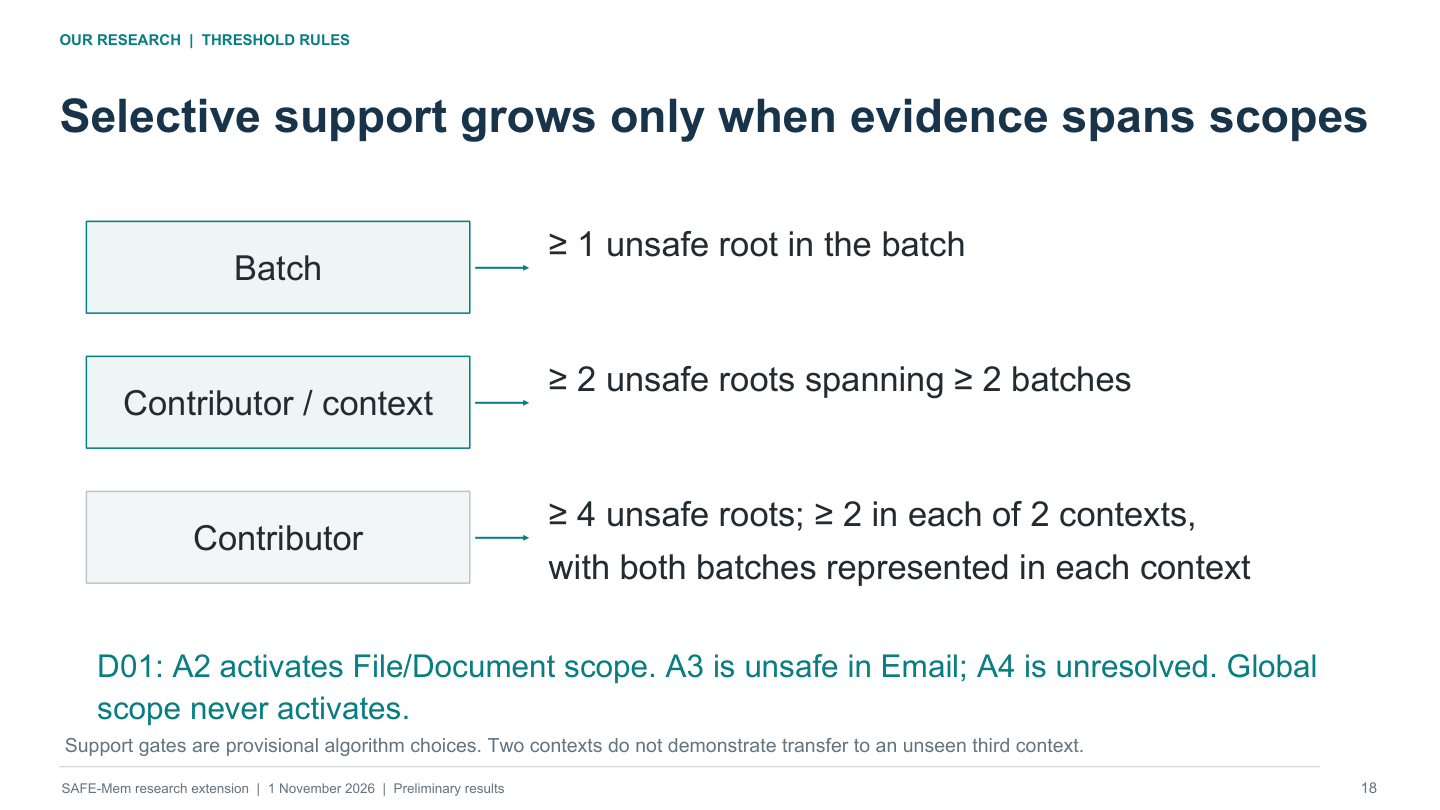 OUR RESEARCH | THRESHOLD RULES
Selective support grows only when evidence spans scopes
Batch
≥ 1 unsafe root in the batch
Contributor / context
≥ 2 unsafe roots spanning ≥ 2 batches
Contributor
≥ 4 unsafe roots; ≥ 2 in each of 2 contexts,
with both batches represented in each context
D01: A2 activates File/Document scope. A3 is unsafe in Email; A4 is unresolved. Global
scope never activates.
Support gates are provisional algorithm choices. Two contexts do not demonstrate transfer to an unseen third context.
SAFE-Mem research extension | 1 November 2026 | Preliminary results
18